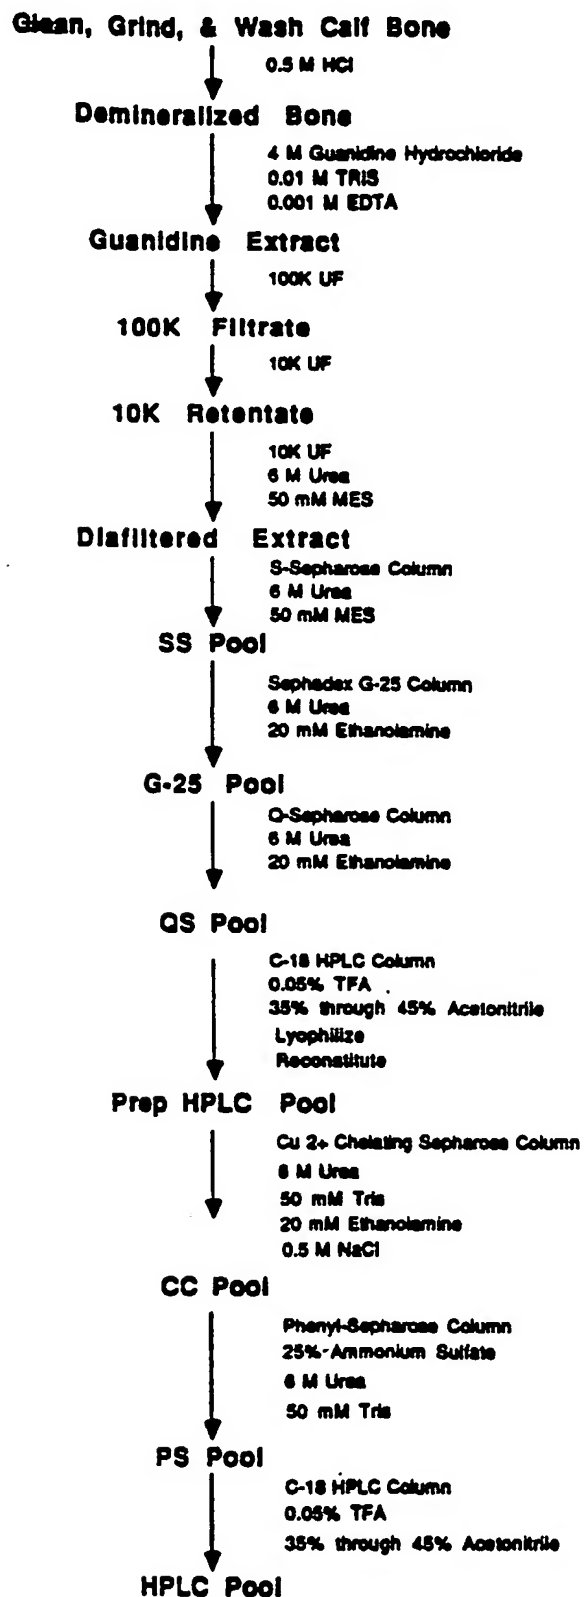 Clean, Grind, & Wash Calf Bone
0.5 M HCl
Demineralized Bone
4 M Guanidine Hydrochloride
0.01 M TRIS
0.001 M EDTA
Guanidine Extract
100K UF
100K Filtrate
10K UF
10K Retentate
10K UF
6 M Urea
50 mM MES
Diafiltered Extract
S-Sepharose Column
6 M Urea
50 mM MES
SS Pool
Sephadex G-25 Column
6 M Urea
20 mM Ethanolamine
G-25 Pool
Q-Sepharose Column
6 M Urea
20 mM Ethanolamine
QS Pool
C-18 HPLC Column
0.05% TFA
35% through 45% Acetonitrile
Lyophilize
Reconstitute
Prep HPLC Pool
Cu 2+ Chelating Sepharose Column
6 M Urea
50 mM Tris
20 mM Ethanolamine
0.5 M NaCl
CC Pool
Phenyl-Sepharose Column
25% Ammonium Sulfate
6 M Urea
50 mM Tris
PS Pool
C-18 HPLC Column
0.05% TFA
35% through 45% Acetonitrile
HPLC Pool